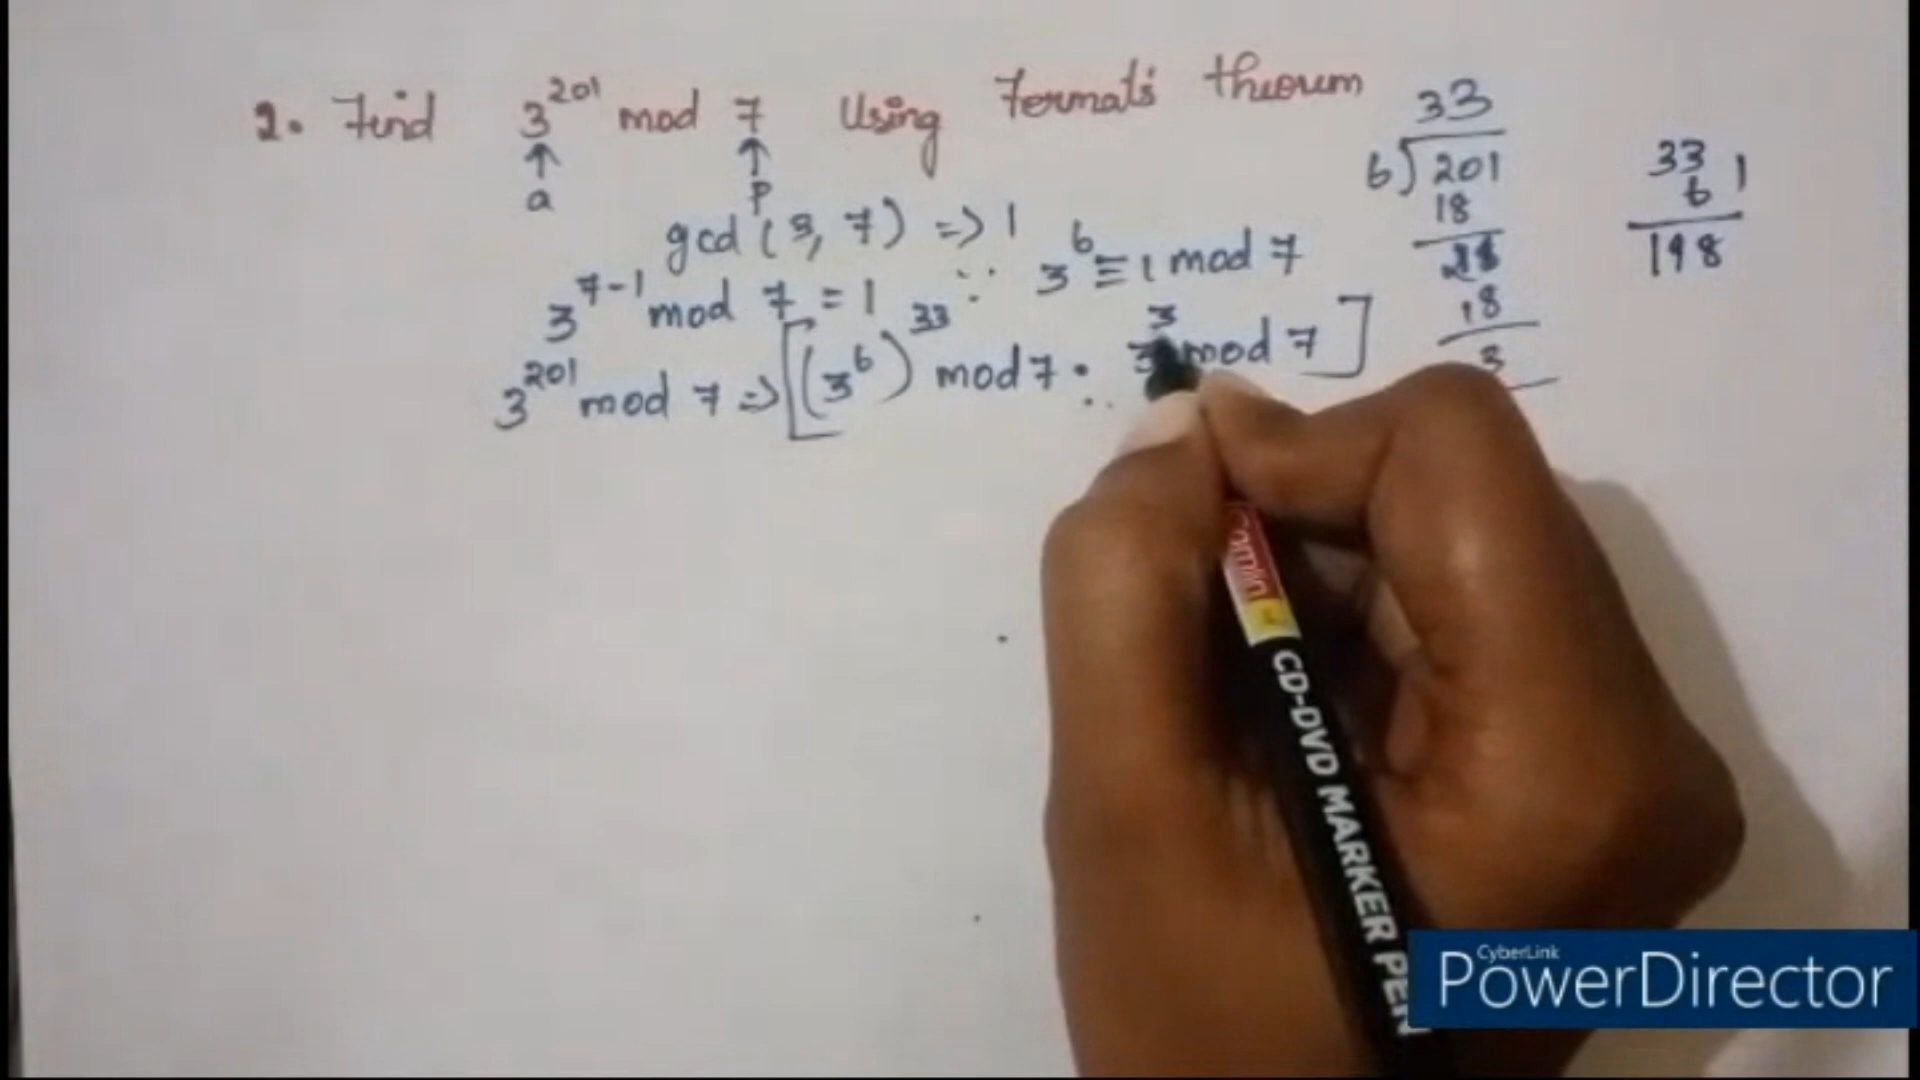 2. Find 3^201 mod 7 Using Fermat's theorem
↑ ↑
a p
gcd (3, 7) => 1
3^7-1 mod 7 = 1 ∵ 3^6 ≡ 1 mod 7
3^201 mod 7 => [(3^6)^33 mod 7 · 3^3 mod 7]
33
6)201
18
21
18
3
33 1
6
198
Camlin
CD-DVD MARKER PEN
CyberLink
PowerDirector